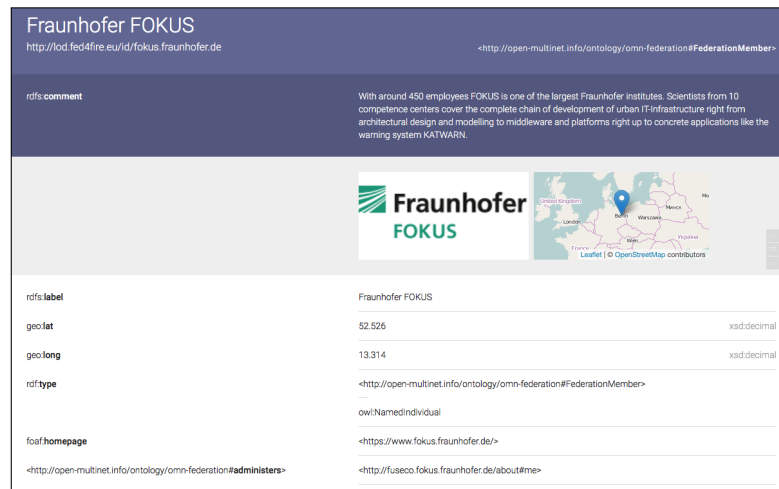 Fraunhofer FOKUS
http://lod.fed4fire.eu/id/fokus.fraunhofer.de
<http://open-multinet.info/ontology/omn-federation#FederationMember>
rdfs:comment
With around 450 employees FOKUS is one of the largest Fraunhofer institutes. Scientists from 10
competence centers cover the complete chain of development of urban IT-Infrastructure right from
architectural design and modelling to middleware and platforms right up to concrete applications like the
warning system KATWARN.
Fraunhofer
FOKUS
United Kingdom
London
Berlin
Warszawa
Минск
Wien
Україна
France
Leaflet | © OpenStreetMap contributors
rdfs:label
Fraunhofer FOKUS
geo:lat
52.526
xsd:decimal
geo:long
13.314
xsd:decimal
rdf:type
<http://open-multinet.info/ontology/omn-federation#FederationMember>
owl:NamedIndividual
foaf:homepage
<https://www.fokus.fraunhofer.de/>
<http://open-multinet.info/ontology/omn-federation#administers>
<http://fuseco.fokus.fraunhofer.de/about#me>